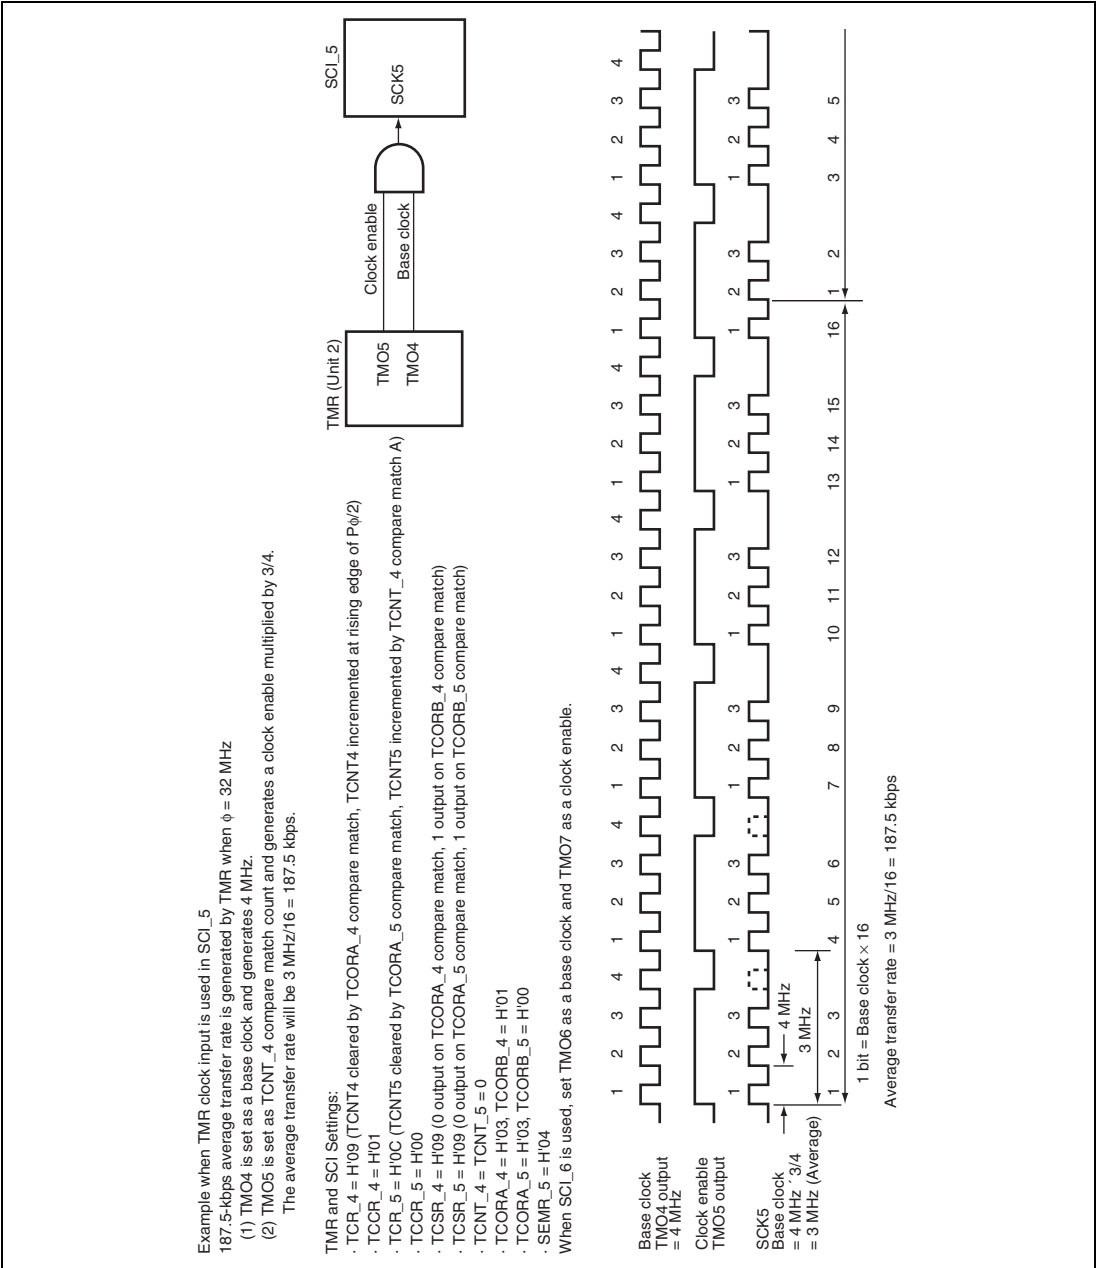 Example when TMR clock input is used in SCI_5
187.5-kbps average transfer rate is generated by TMR when φ = 32 MHz
(1) TMO4 is set as a base clock and generates 4 MHz.
(2) TMO5 is set as TCNT_4 compare match count and generates a clock enable multiplied by 3/4.
The average transfer rate will be 3 MHz/16 = 187.5 kbps.
TMR and SCI Settings:
· TCR_4 = H'09 (TCNT4 cleared by TCORA_4 compare match, TCNT4 incremented at rising edge of Pφ/2)
· TCCR_4 = H'01
· TCR_5 = H'0C (TCNT5 cleared by TCORA_5 compare match, TCNT5 incremented by TCNT_4 compare match A)
· TCCR_5 = H'00
· TCSR_4 = H'09 (0 output on TCORA_4 compare match, 1 output on TCORB_4 compare match)
· TCSR_5 = H'09 (0 output on TCORA_5 compare match, 1 output on TCORB_5 compare match)
· TCNT_4 = TCNT_5 = 0
· TCORA_4 = H'03, TCORB_4 = H'01
· TCORA_5 = H'03, TCORB_5 = H'00
· SEMR_5 = H'04
When SCI_6 is used, set TMO6 as a base clock and TMO7 as a clock enable.
TMR (Unit 2)
TMO5
TMO4
Clock enable
Base clock
SCI_5
SCK5
1 2 3 4 1 2 3 4 1 2 3 4 1 2 3 4 1 2 3 4 1 2 3 4 1 2 3 4
Base clock
TMO4 output
= 4 MHz
Clock enable
TMO5 output
1 2 3 1 2 3 1 2 3 1 2 3 1 2 3 1 2 3 1 2 3
SCK5
Base clock
= 4 MHz ´ 3/4
= 3 MHz (Average)
4 MHz
3 MHz
1 2 3 4 5 6 7 8 9 10 11 12 13 14 15 16 1 2 3 4 5
1 bit = Base clock × 16
Average transfer rate = 3 MHz/16 = 187.5 kbps